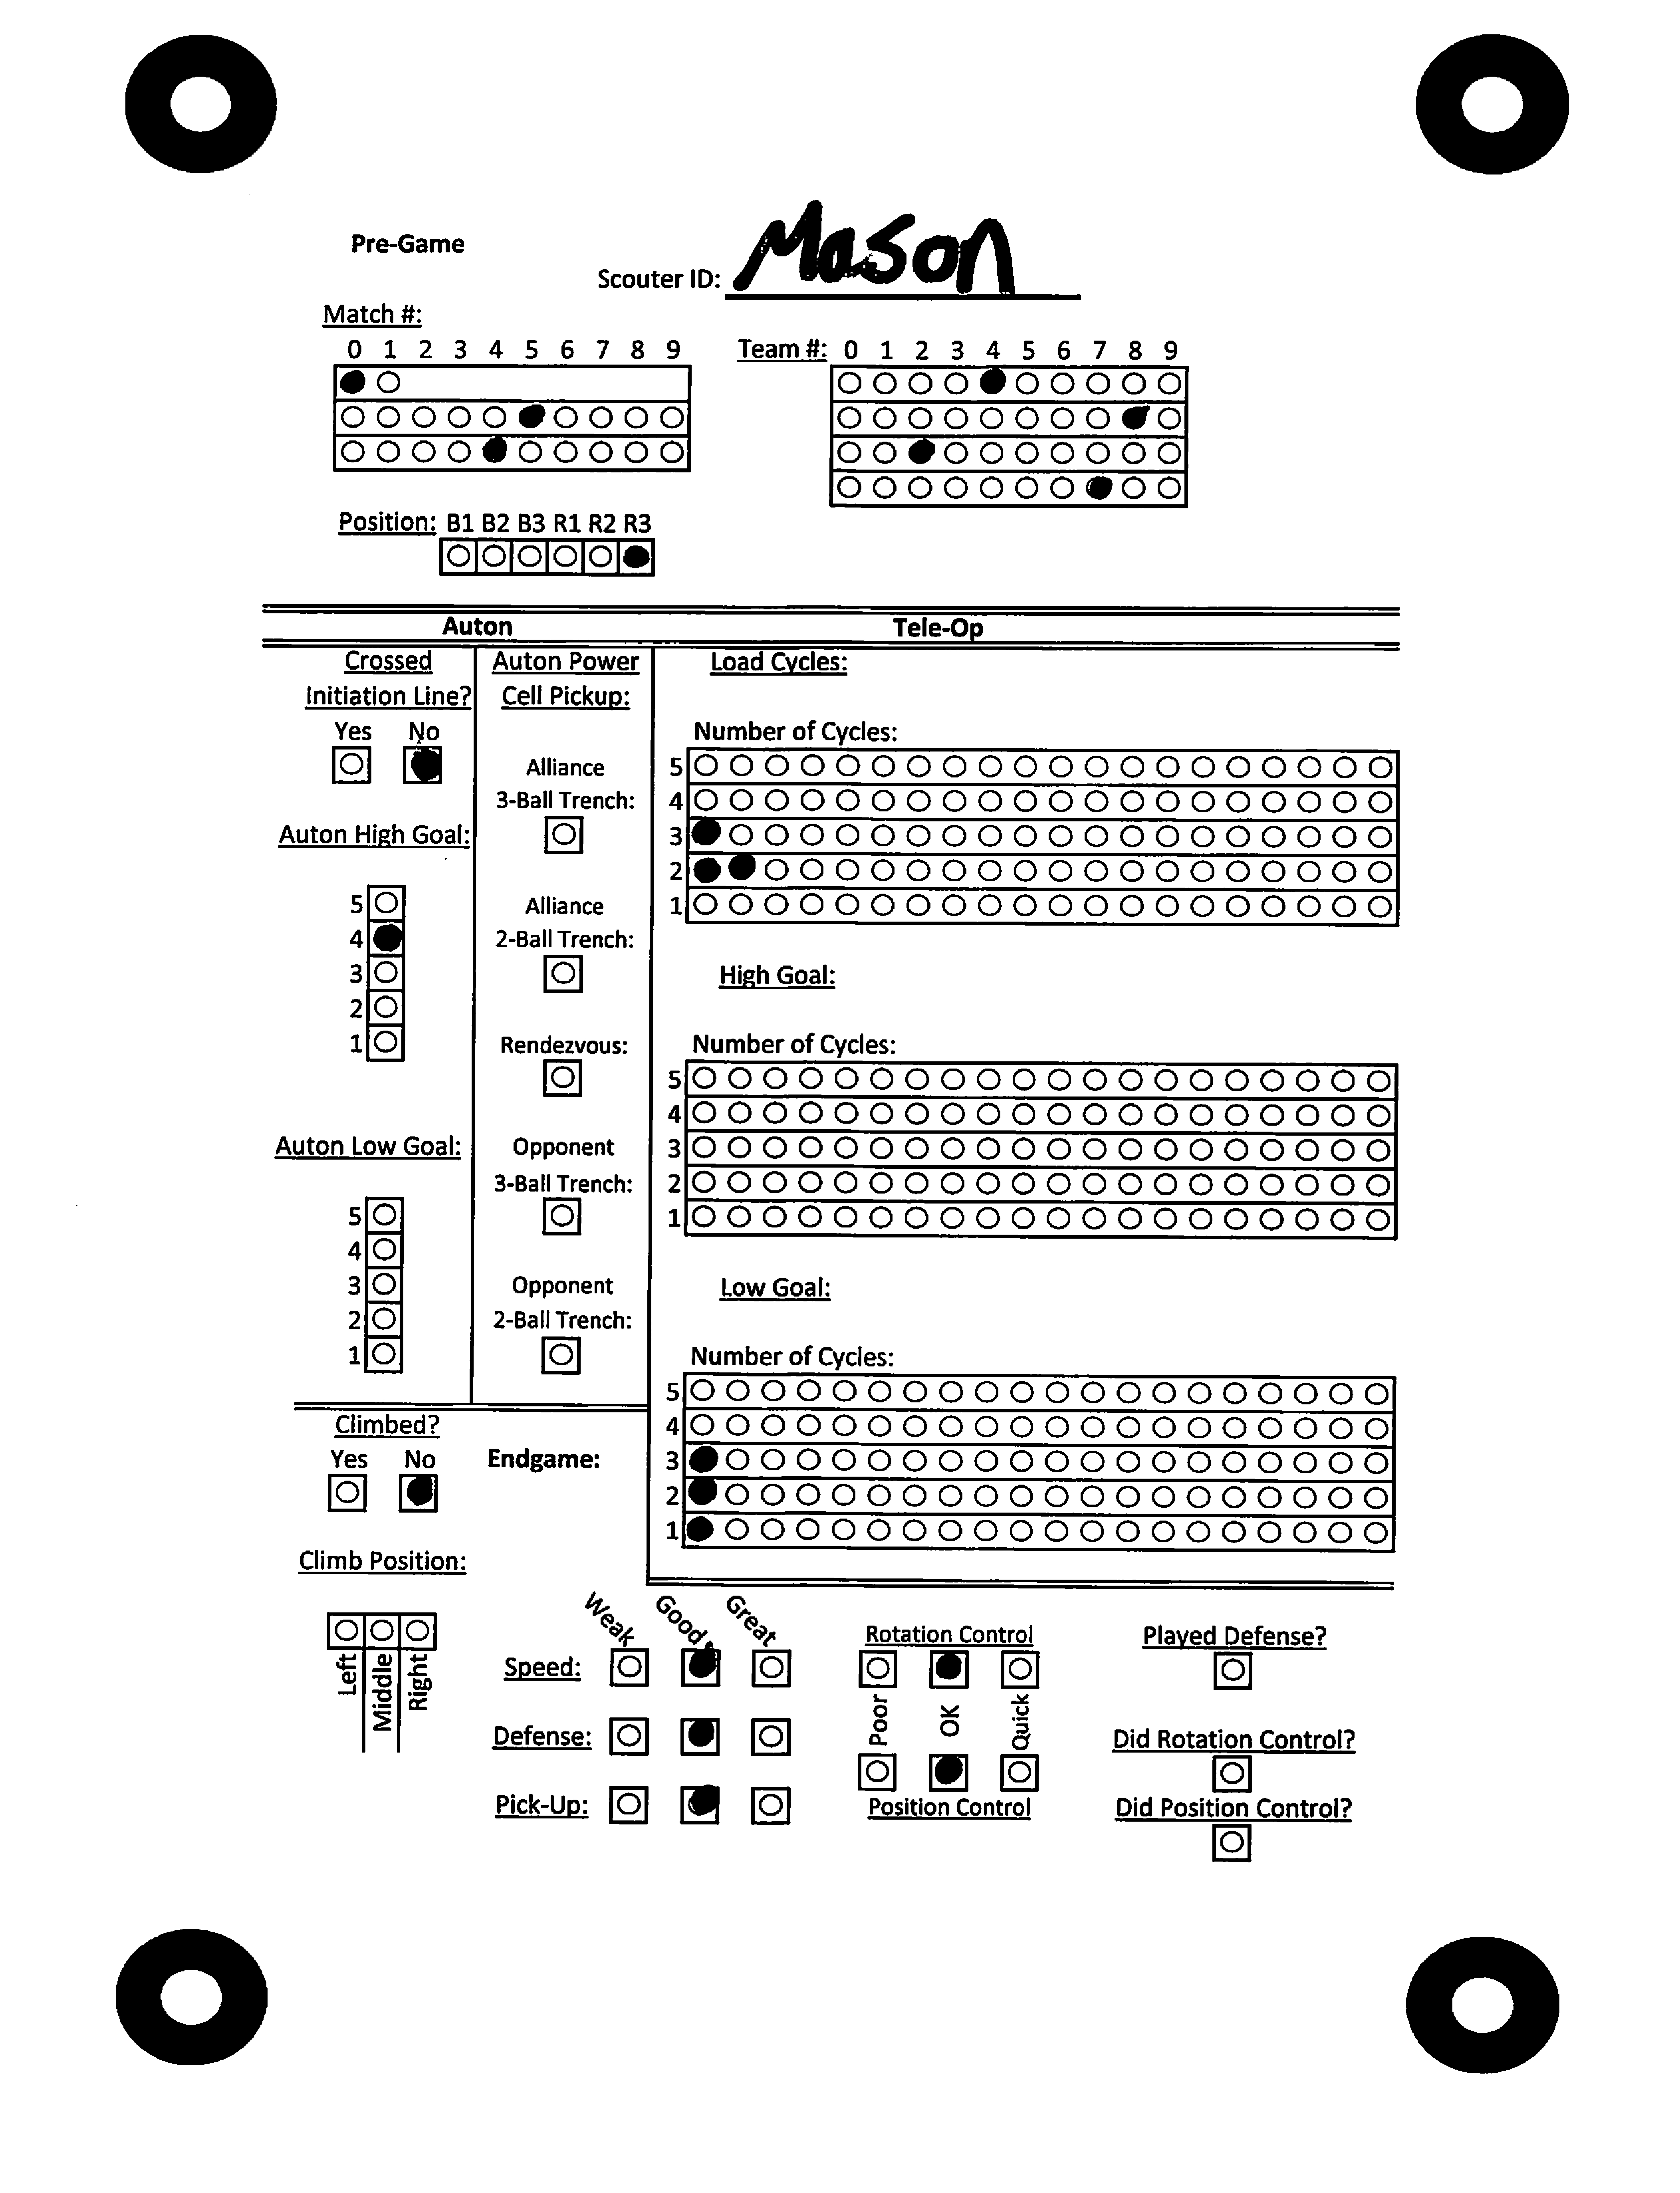 Pre-Game
Scouter ID: Mason
Match #:
0 1 2 3 4 5 6 7 8 9
Team #: 0 1 2 3 4 5 6 7 8 9
Position: B1 B2 B3 R1 R2 R3
Auton
Tele-Op
Crossed
Initiation Line?
Yes No
Auton High Goal:
5
4
3
2
1
Auton Low Goal:
5
4
3
2
1
Auton Power
Cell Pickup:
Alliance
3-Ball Trench:
Alliance
2-Ball Trench:
Rendezvous:
Opponent
3-Ball Trench:
Opponent
2-Ball Trench:
Load Cycles:
Number of Cycles:
5
4
3
2
1
High Goal:
Number of Cycles:
5
4
3
2
1
Low Goal:
Number of Cycles:
5
4
3
2
1
Climbed?
Yes No
Endgame:
Climb Position:
Left
Middle
Right
Weak Good Great
Speed:
Defense:
Pick-Up:
Rotation Control
Poor OK Quick
Position Control
Played Defense?
Did Rotation Control?
Did Position Control?